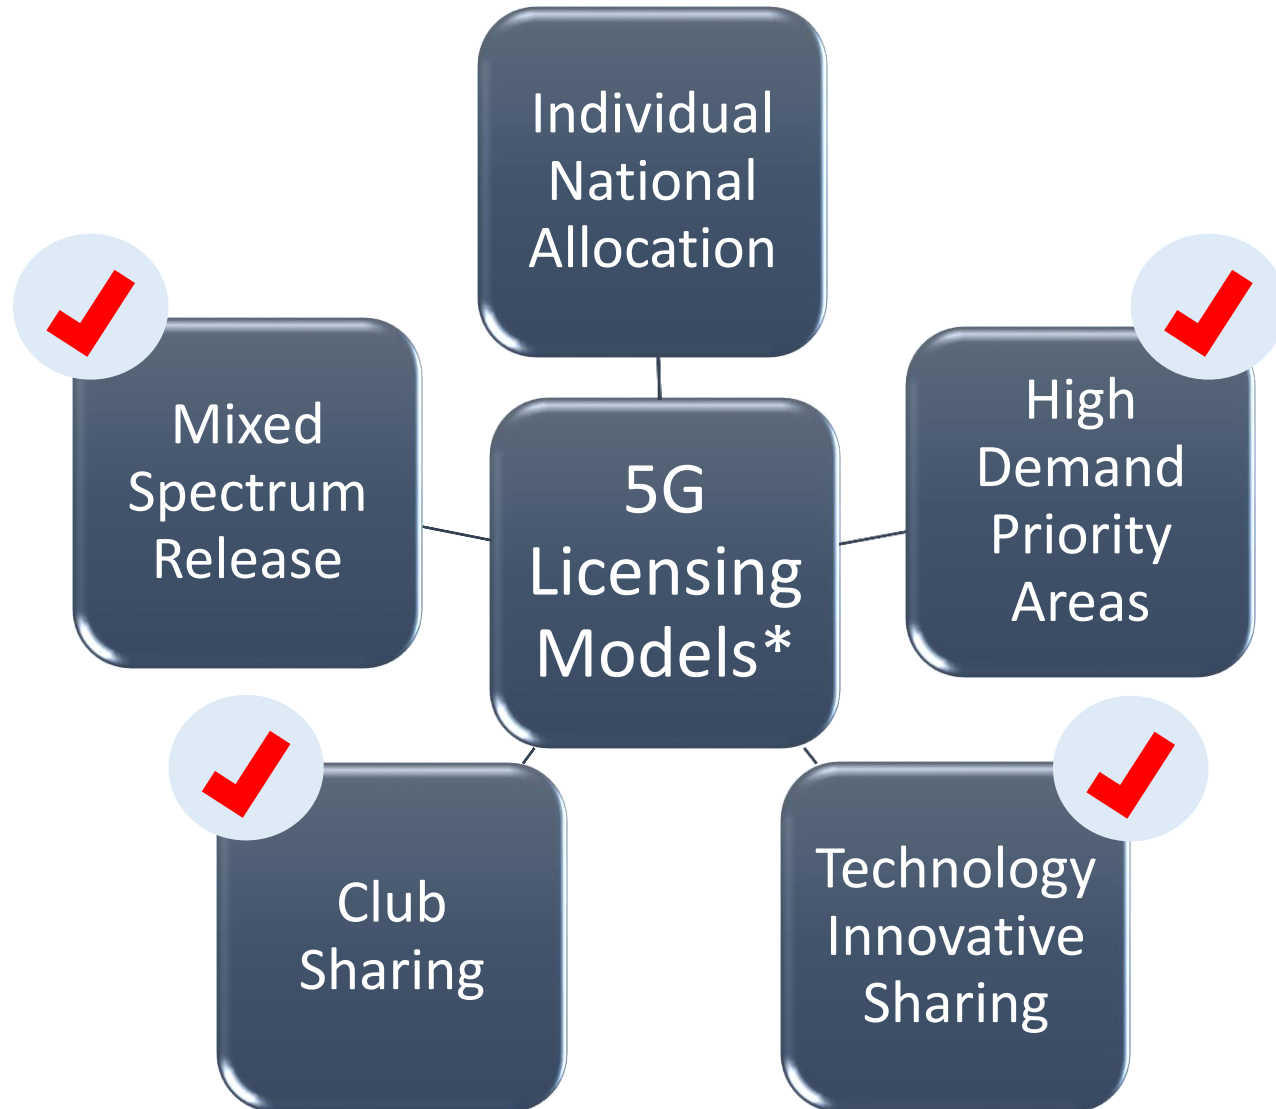 Individual
National
Allocation
Mixed
Spectrum
Release
5G
Licensing
Models*
High
Demand
Priority
Areas
Club
Sharing
Technology
Innovative
Sharing